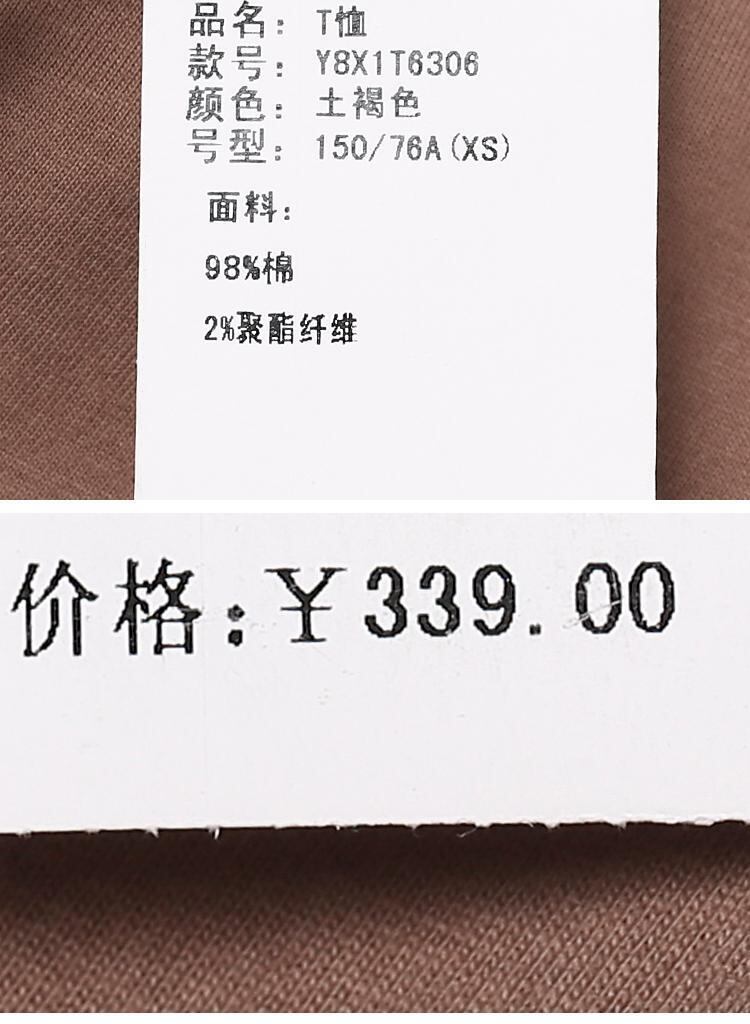 品名：T恤
款号：Y8X1T6306
颜色：土褐色
号型：150/76A(XS)
面料：
98%棉
2%聚酯纤维
价格:¥339.00